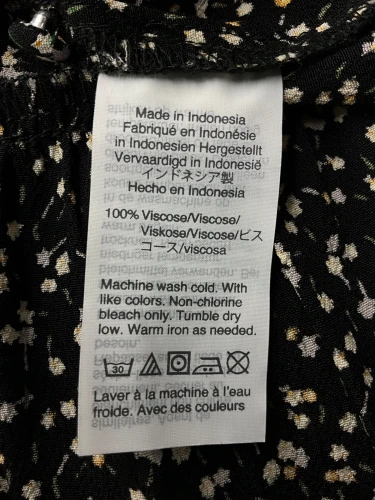 Made in Indonesia
Fabriqué en Indonésie
in Indonesien Hergestellt
Vervaardigd in Indonesië
インドネシア製
Hecho en Indonesia
100% Viscose/Viscose/
Viskose/Viscose/ビス
コース/viscosa
Machine wash cold. With
like colors. Non-chlorine
bleach only. Tumble dry
low. Warm iron as needed.
30
Laver à la machine à l'eau
froide. Avec des couleurs